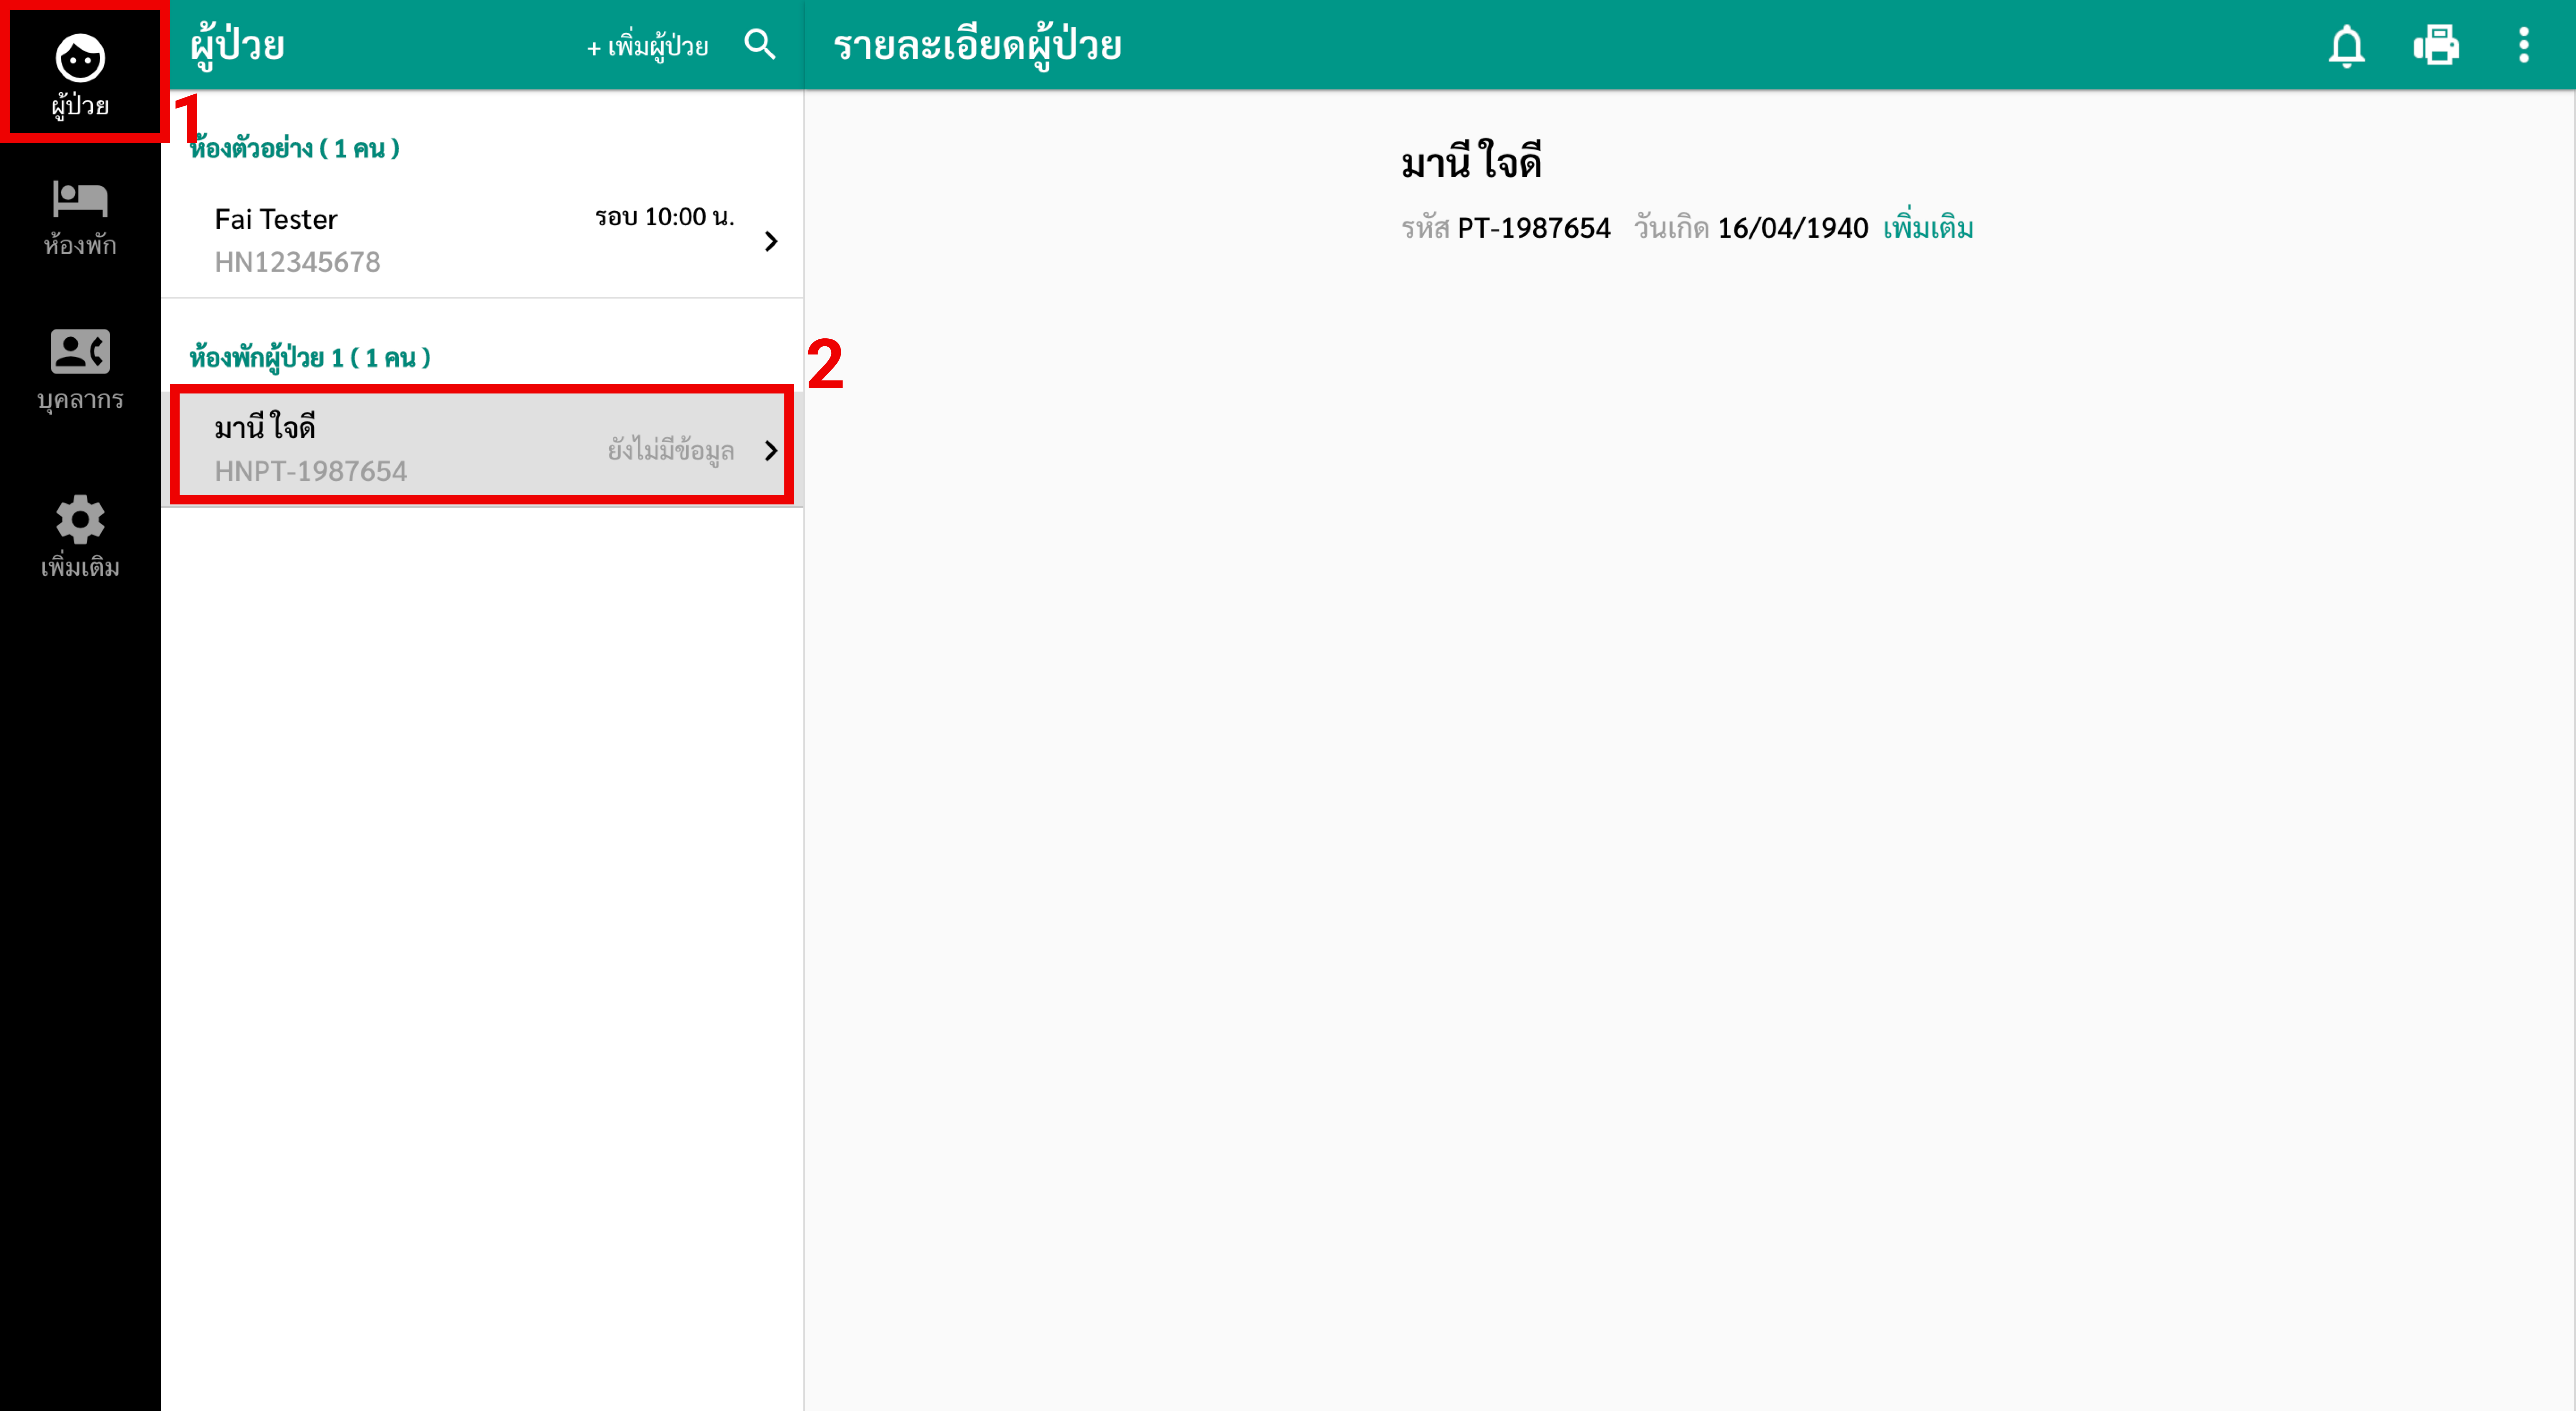 ผู้ป่วย
ห้องพัก
บุคลากร
เพิ่มเติม
1
ผู้ป่วย + เพิ่มผู้ป่วย
ห้องตัวอย่าง ( 1 คน )
Fai Tester รอบ 10:00 น.
HN12345678
ห้องพักผู้ป่วย 1 ( 1 คน )
2
มานี ใจดี
HNPT-1987654 ยังไม่มีข้อมูล
รายละเอียดผู้ป่วย
มานี ใจดี
รหัส PT-1987654 วันเกิด 16/04/1940 เพิ่มเติม